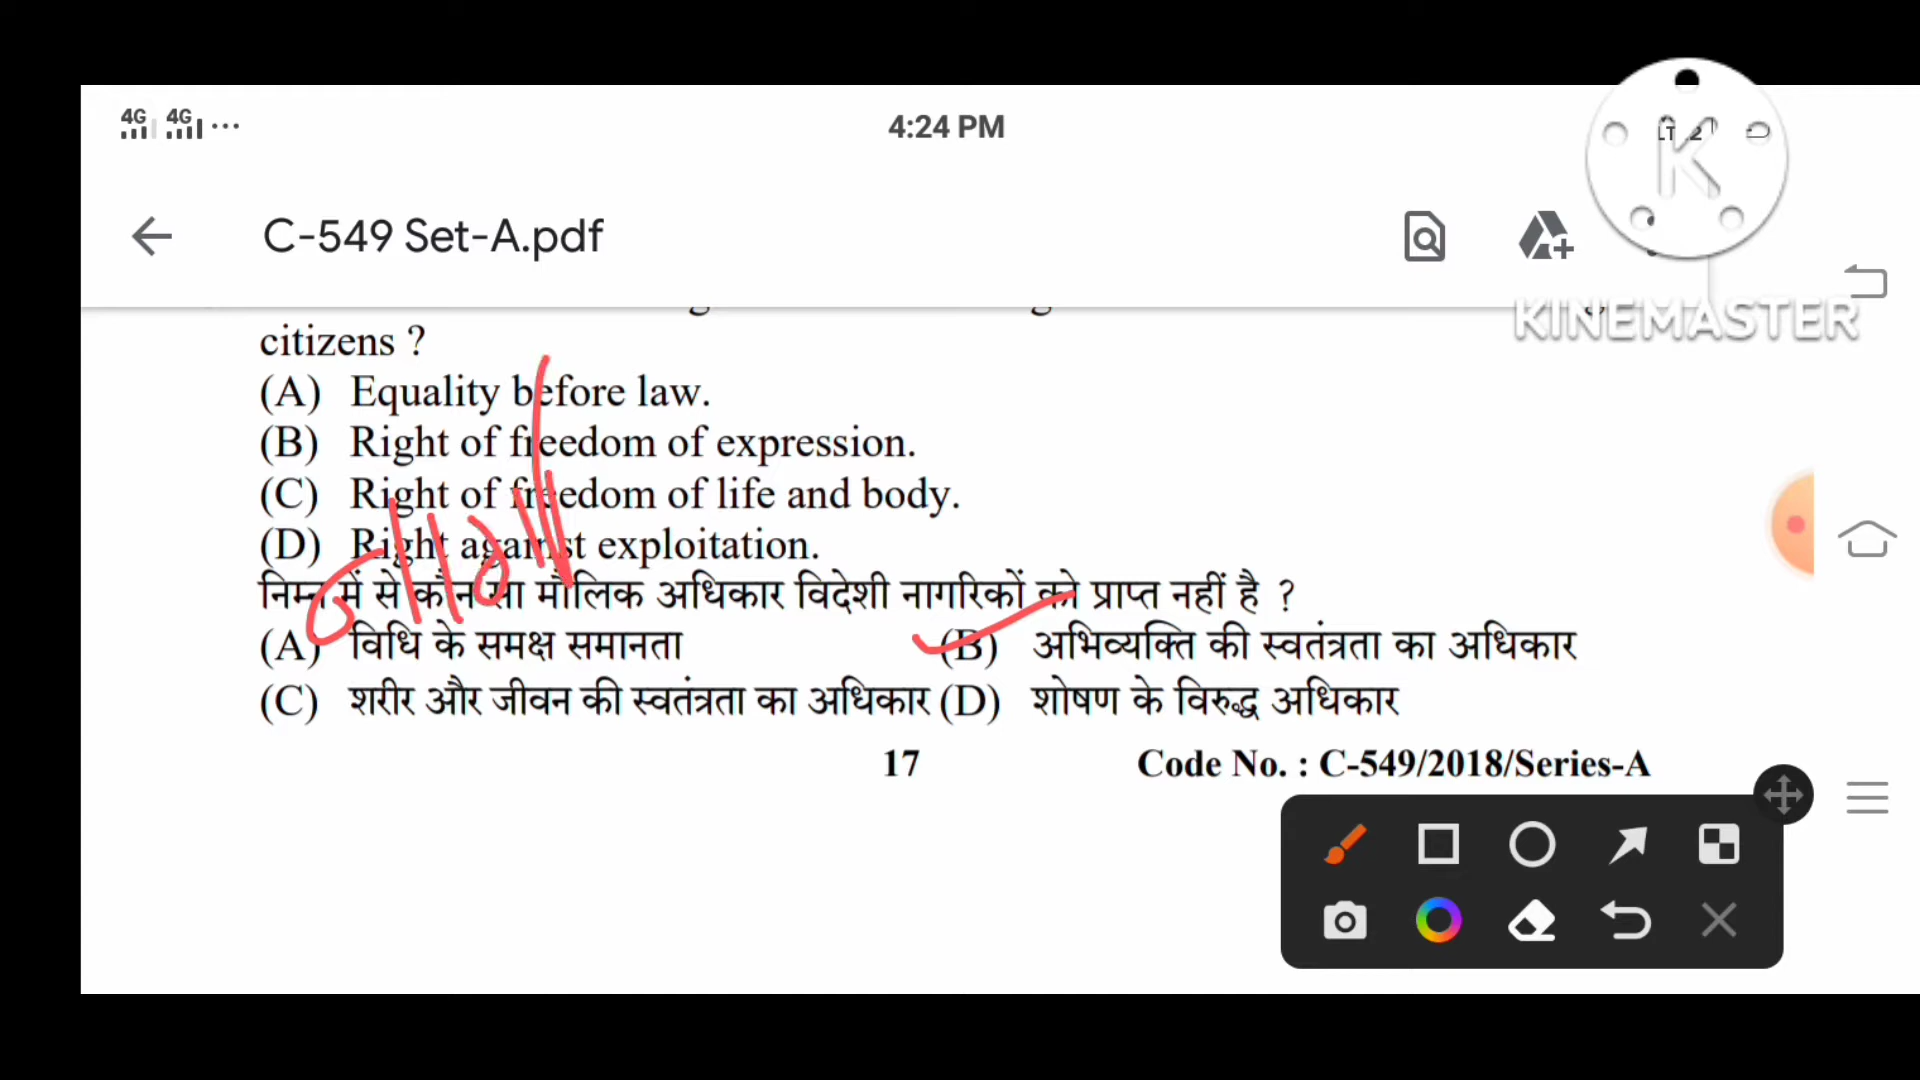 4G 4G ...
4:24 PM
C-549 Set-A.pdf
K
KINEMASTER
citizens ?
(A) Equality before law.
(B) Right of freedom of expression.
(C) Right of freedom of life and body.
(D) Right against exploitation.
निम्न में से कौन सा मौलिक अधिकार विदेशी नागरिकों को प्राप्त नहीं है ?
(A) विधि के समक्ष समानता (B) अभिव्यक्ति की स्वतंत्रता का अधिकार
(C) शरीर और जीवन की स्वतंत्रता का अधिकार (D) शोषण के विरुद्ध अधिकार
17 Code No. : C-549/2018/Series-A